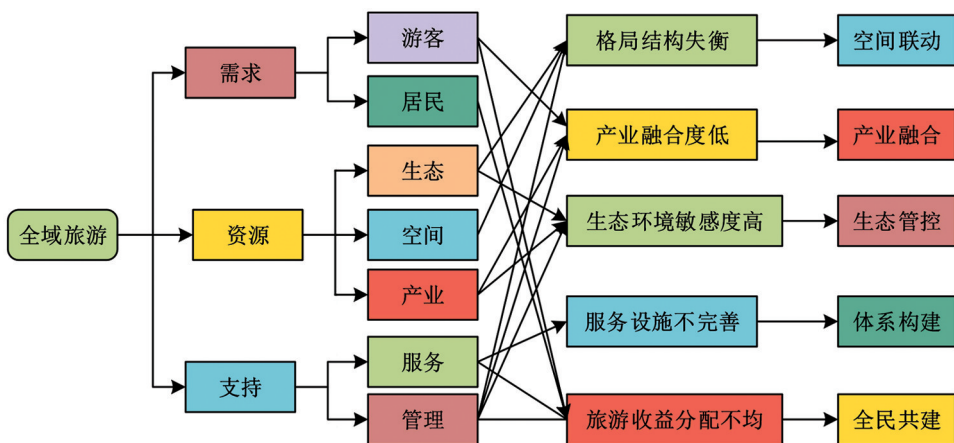 全域旅游
需求
资源
支持
游客
居民
生态
空间
产业
服务
管理
格局结构失衡
产业融合度低
生态环境敏感度高
服务设施不完善
旅游收益分配不均
空间联动
产业融合
生态管控
体系构建
全民共建